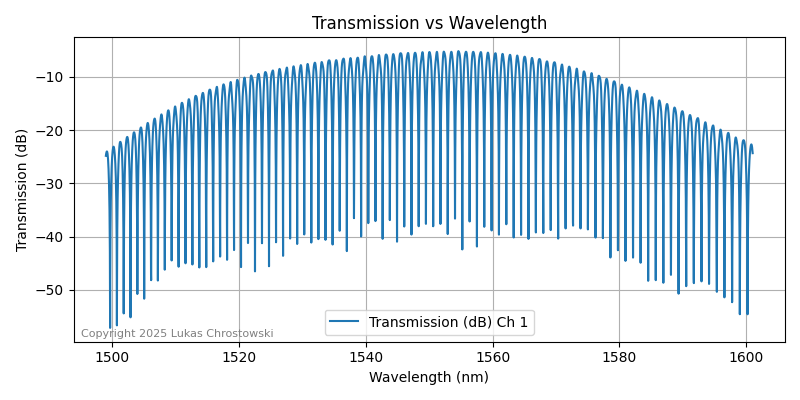 Transmission vs Wavelength
Transmission (dB)
−10
−20
−30
−40
−50
Transmission (dB) Ch 1
Copyright 2025 Lukas Chrostowski
1500 1520 1540 1560 1580 1600
Wavelength (nm)